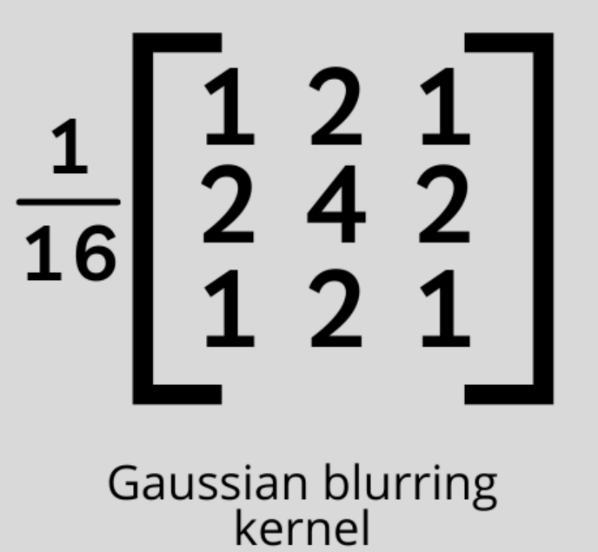 1
16
1 2 1
2 4 2
1 2 1
Gaussian blurring
kernel